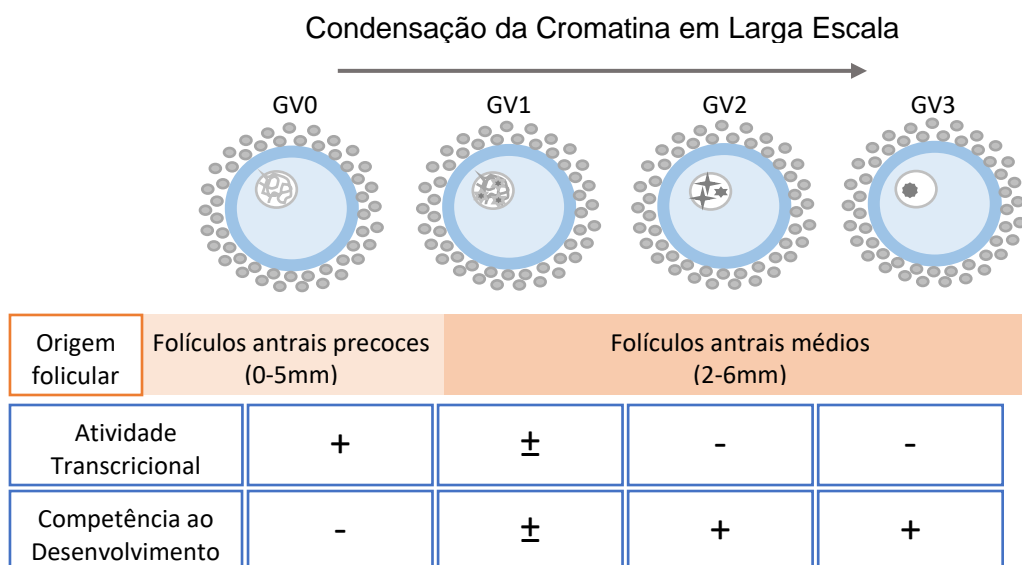 Condensação da Cromatina em Larga Escala
GV0 GV1 GV2 GV3
Origem folicular
Folículos antrais precoces
(0-5mm)
Folículos antrais médios
(2-6mm)
Atividade
Transcricional
+ ± - -
Competência ao
Desenvolvimento
- ± + +